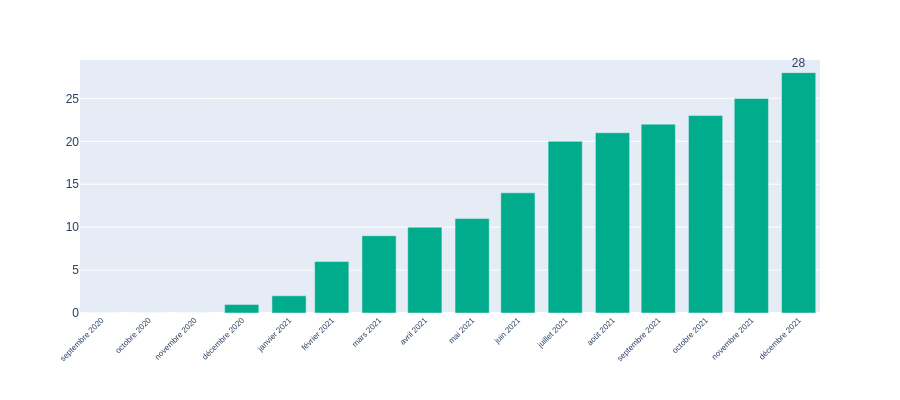 28
25
20
15
10
5
0
septembre 2020
octobre 2020
novembre 2020
décembre 2020
janvier 2021
février 2021
mars 2021
avril 2021
mai 2021
juin 2021
juillet 2021
août 2021
septembre 2021
octobre 2021
novembre 2021
décembre 2021